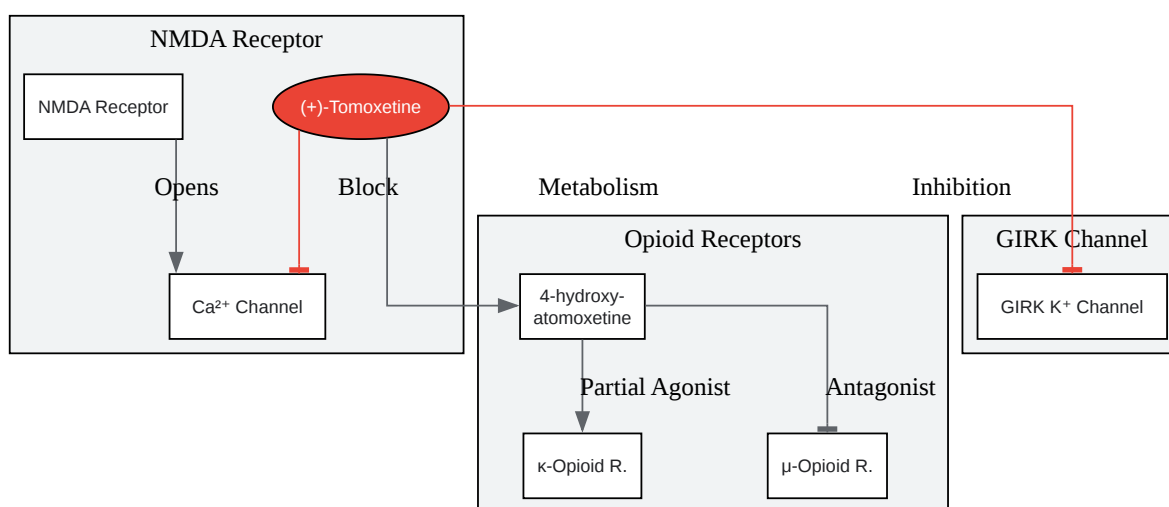 NMDA Receptor
NMDA Receptor
(+)-Tomoxetine
Opens
Block
Metabolism
Inhibition
Opioid Receptors
GIRK Channel
Ca²⁺ Channel
4-hydroxy-
atomoxetine
GIRK K⁺ Channel
Partial Agonist
Antagonist
κ-Opioid R.
μ-Opioid R.